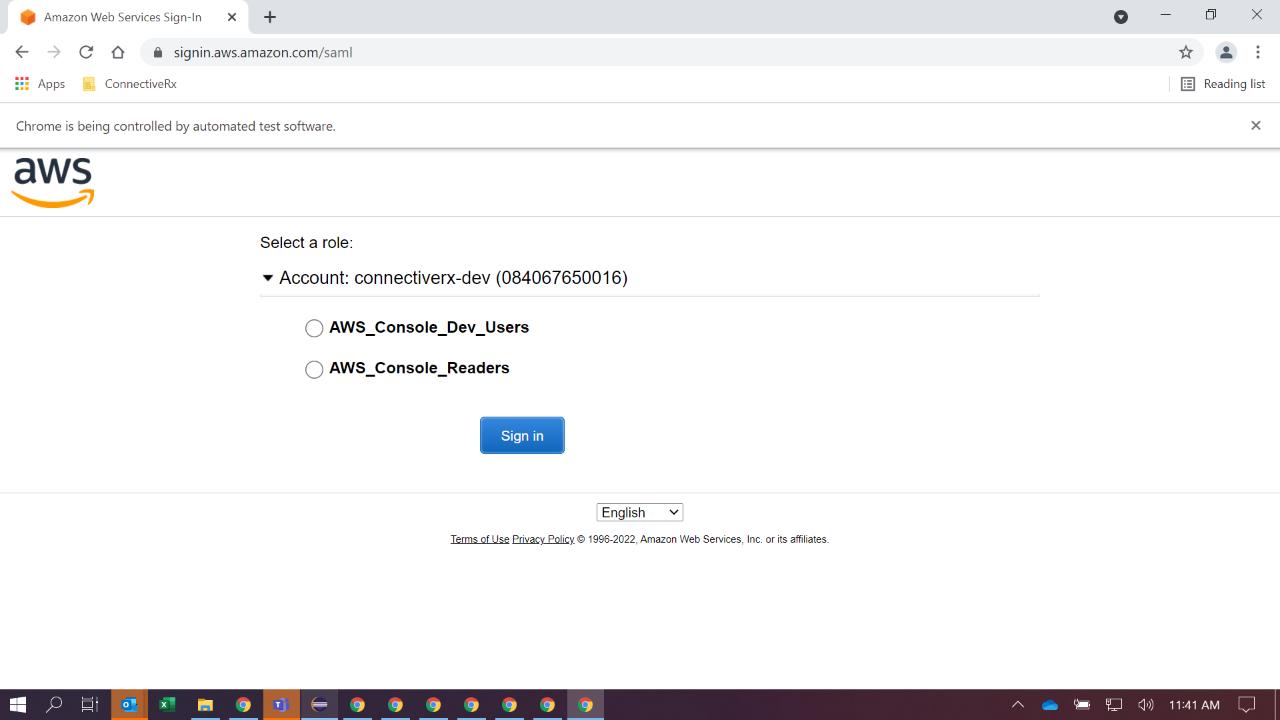 Amazon Web Services Sign-In
signin.aws.amazon.com/saml
Apps
ConnectiveRx
Reading list
Chrome is being controlled by automated test software.
aws
Select a role:
Account: connectiverx-dev (084067650016)
AWS_Console_Dev_Users
AWS_Console_Readers
Sign in
English
Terms of Use Privacy Policy © 1996-2022, Amazon Web Services, Inc. or its affiliates.
11:41 AM